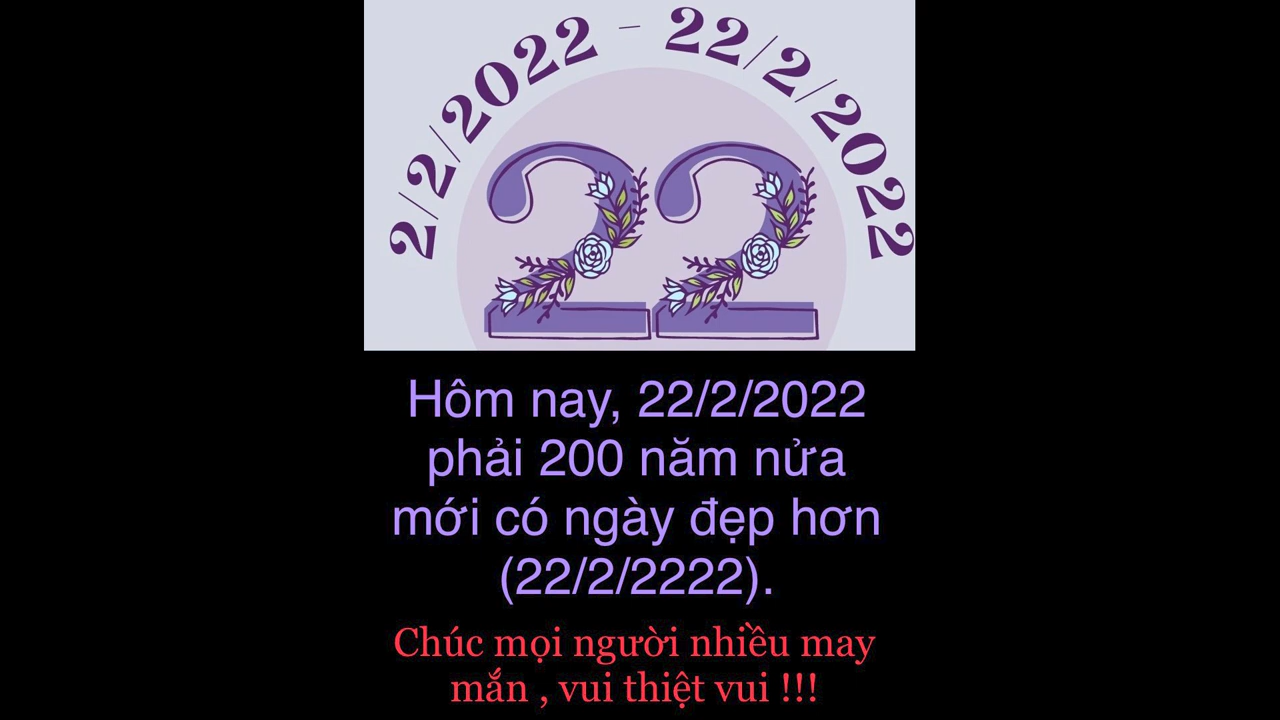 2/2/2022 – 22/2/2022
22
Hôm nay, 22/2/2022
phải 200 năm nửa
mới có ngày đẹp hơn
(22/2/2222).
Chúc mọi người nhiều may
mắn , vui thiệt vui !!!